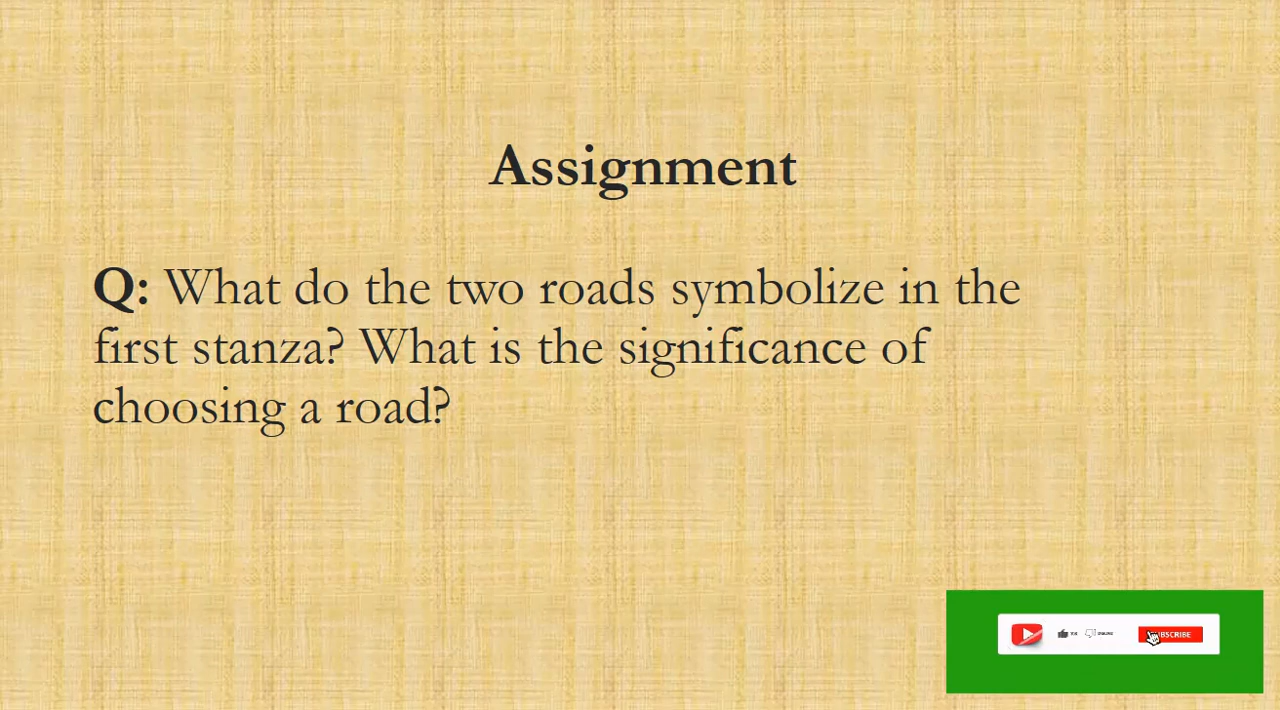 Assignment
Q: What do the two roads symbolize in the
first stanza? What is the significance of
choosing a road?